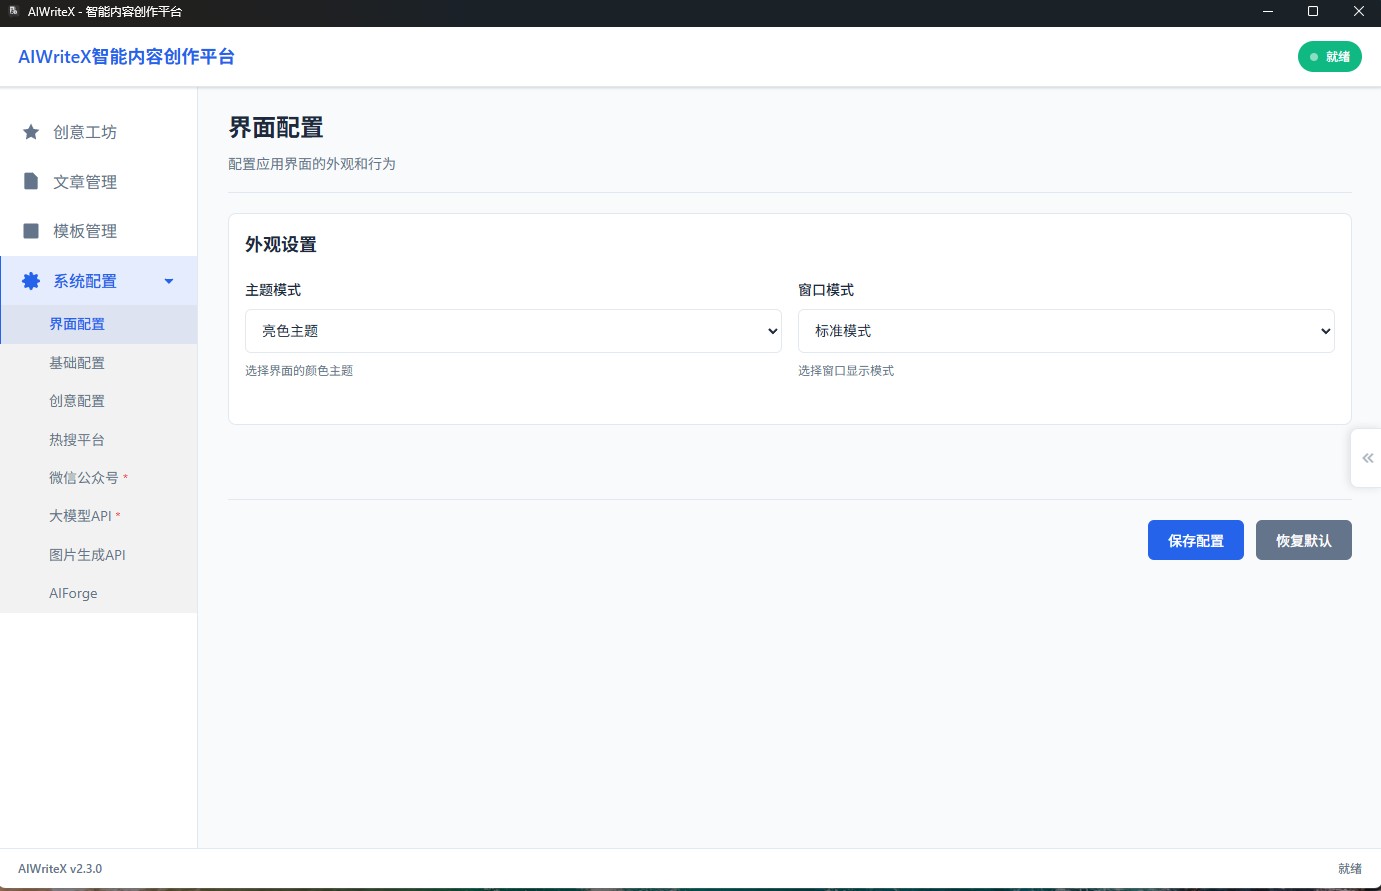 AIWriteX - 智能内容创作平台
AIWriteX智能内容创作平台
就绪
创意工坊
文章管理
模板管理
系统配置
界面配置
基础配置
创意配置
热搜平台
微信公众号 *
大模型API *
图片生成API
AIForge
界面配置
配置应用界面的外观和行为
外观设置
主题模式
亮色主题
选择界面的颜色主题
窗口模式
标准模式
选择窗口显示模式
保存配置
恢复默认
AIWriteX v2.3.0
就绪